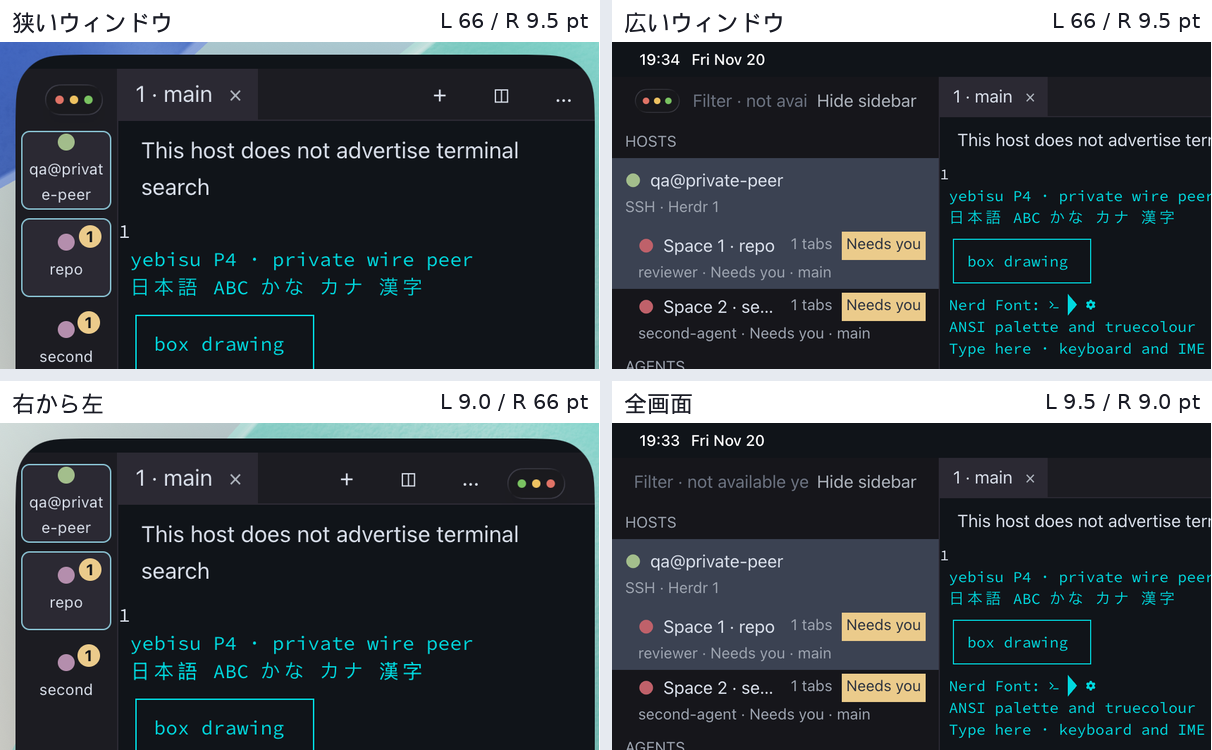 狭いウィンドウ L 66 / R 9.5 pt
1 · main × + ...
This host does not advertise terminal
search
qa@privat
e-peer
1
repo
1
second
1
yebisu P4 · private wire peer
日本語 ABC かな カナ 漢字
box drawing
広いウィンドウ L 66 / R 9.5 pt
19:34 Fri Nov 20
Filter · not avai Hide sidebar
HOSTS
qa@private-peer
SSH · Herdr 1
Space 1 · repo 1 tabs Needs you
reviewer · Needs you · main
Space 2 · se... 1 tabs Needs you
second-agent · Needs you · main
AGENTS
1 · main ×
This host does not advertise terr
1
yebisu P4 · private wire peer
日本語 ABC かな カナ 漢字
box drawing
Nerd Font:
ANSI palette and truecolour
Type here · keyboard and IME
右から左 L 9.0 / R 66 pt
1 · main × + ...
This host does not advertise terminal
search
qa@privat
e-peer
1
repo
1
second
1
yebisu P4 · private wire peer
日本語 ABC かな カナ 漢字
box drawing
全画面 L 9.5 / R 9.0 pt
19:33 Fri Nov 20
Filter · not available ye Hide sidebar
HOSTS
qa@private-peer
SSH · Herdr 1
Space 1 · repo 1 tabs Needs you
reviewer · Needs you · main
Space 2 · se... 1 tabs Needs you
second-agent · Needs you · main
AGENTS
1 · main ×
This host does not advertise terr
1
yebisu P4 · private wire peer
日本語 ABC かな カナ 漢字
box drawing
Nerd Font:
ANSI palette and truecolour
Type here · keyboard and IME